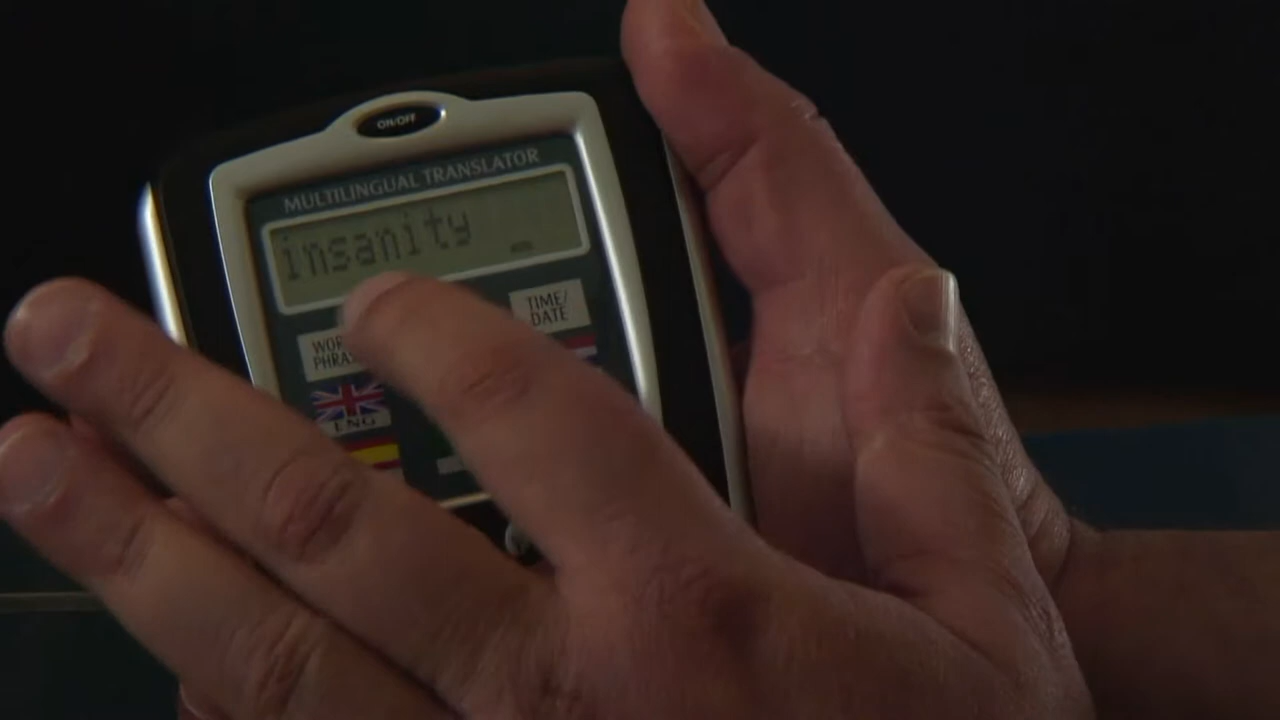 ON/OFF
MULTILINGUAL TRANSLATOR
insanity _
TIME/
DATE
ENG